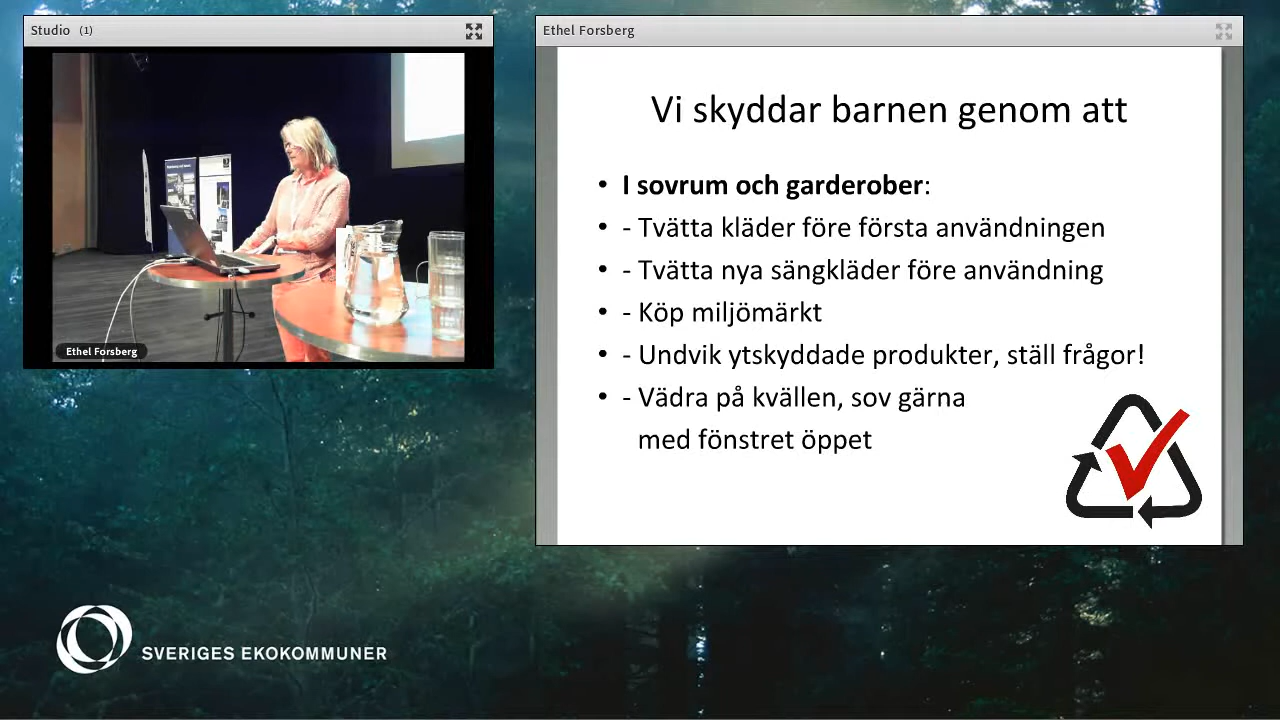 Studio (1)
Ethel Forsberg
Ethel Forsberg
Vi skyddar barnen genom att
• I sovrum och garderober:
• - Tvätta kläder före första användningen
• - Tvätta nya sängkläder före användning
• - Köp miljömärkt
• - Undvik ytskyddade produkter, ställ frågor!
• - Vädra på kvällen, sov gärna
med fönstret öppet
SVERIGES EKOKOMMUNER